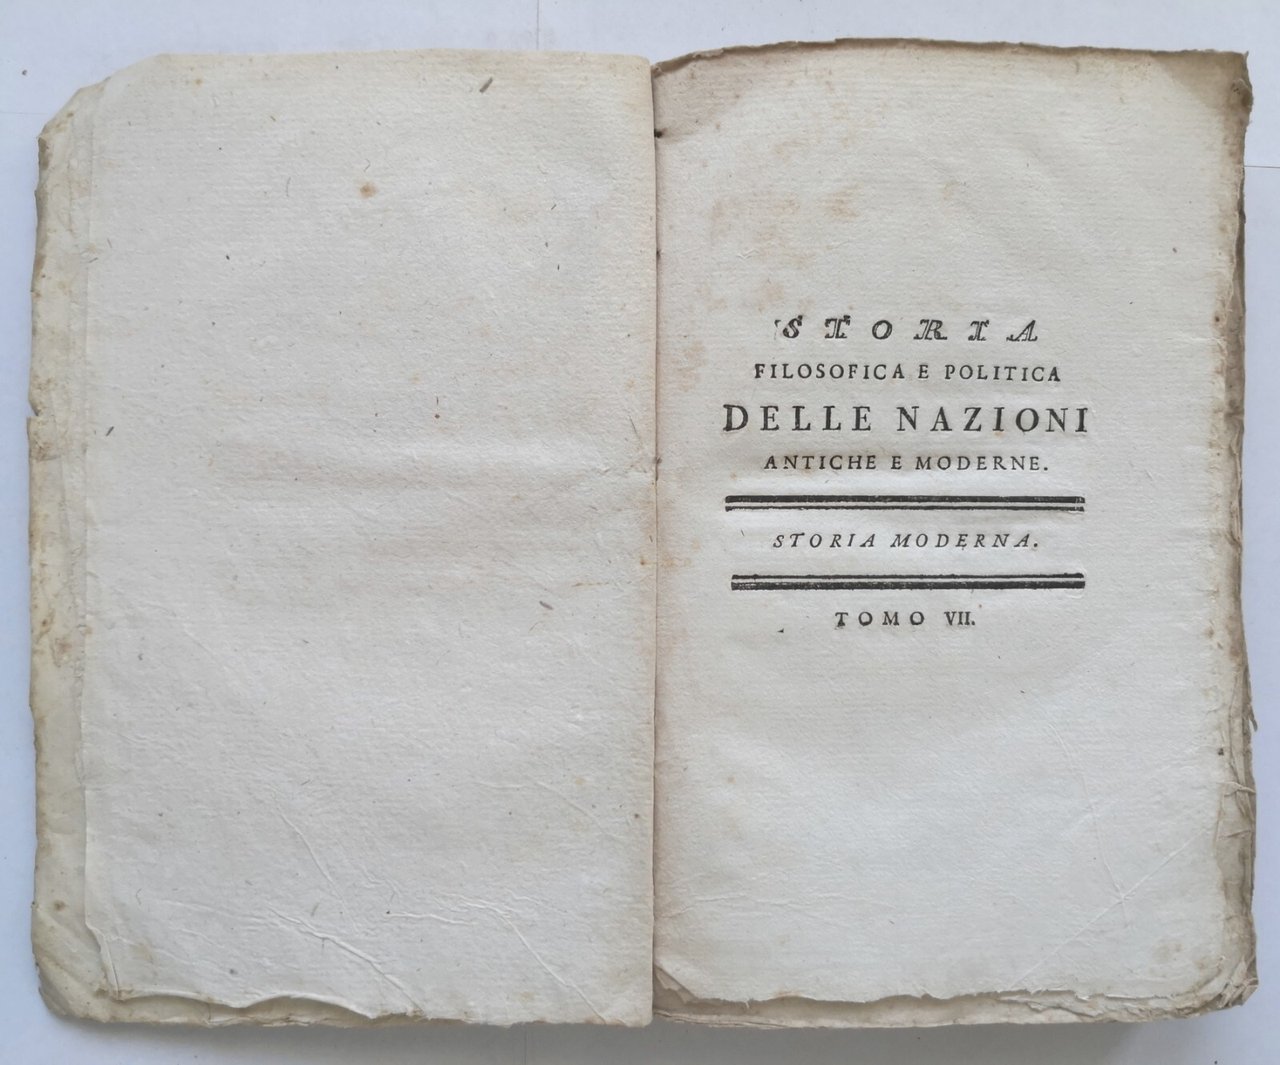 STORIA
FILOSOFICA E POLITICA
DELLE NAZIONI
ANTICHE E MODERNE.
STORIA MODERNA.
TOMO VII.